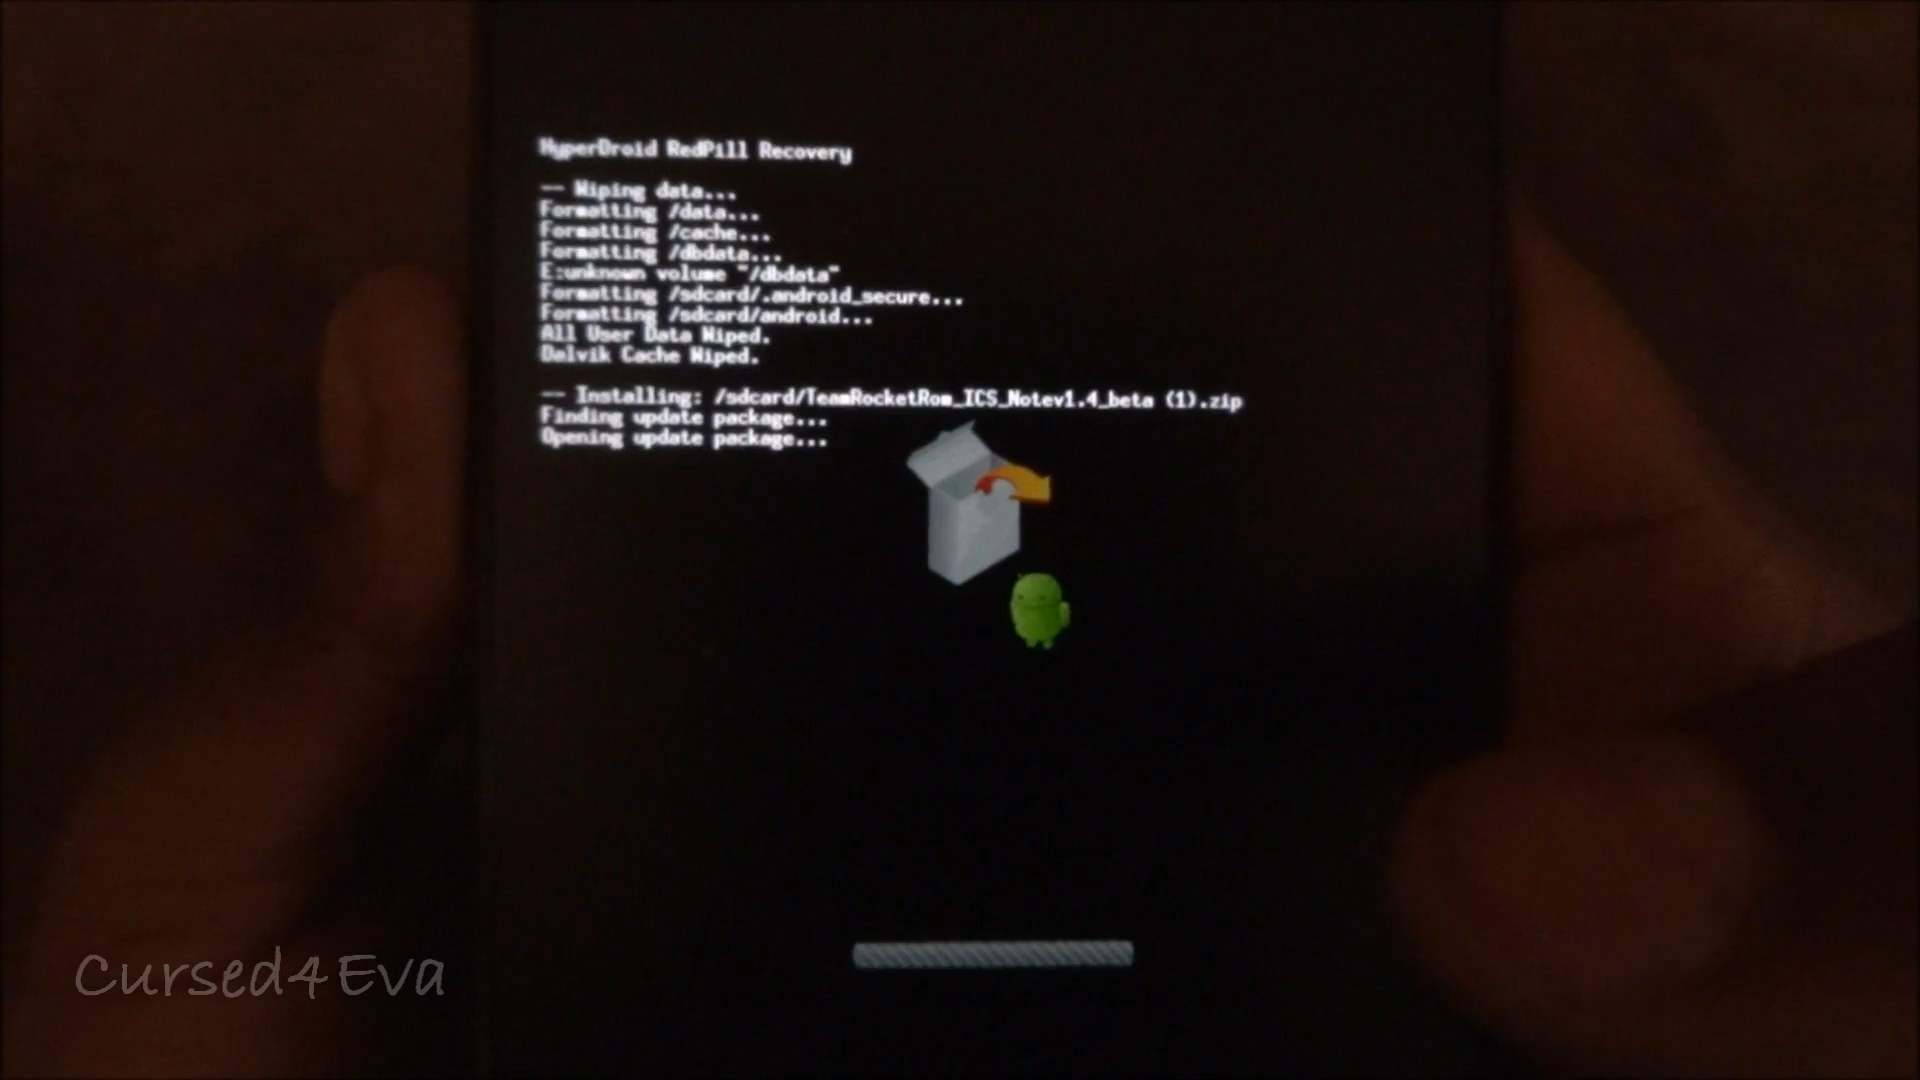 HyperDroid RedPill Recovery
-- Wiping data...
Formatting /data...
Formatting /cache...
Formatting /dbdata...
E:unknown volume "/dbdata"
Formatting /sdcard/.android_secure...
Formatting /sdcard/android...
All User Data Wiped.
Dalvik Cache Wiped.
-- Installing: /sdcard/TeamRocketRom_ICS_Notev1.4_beta (1).zip
Finding update package...
Opening update package...
Cursed4Eva